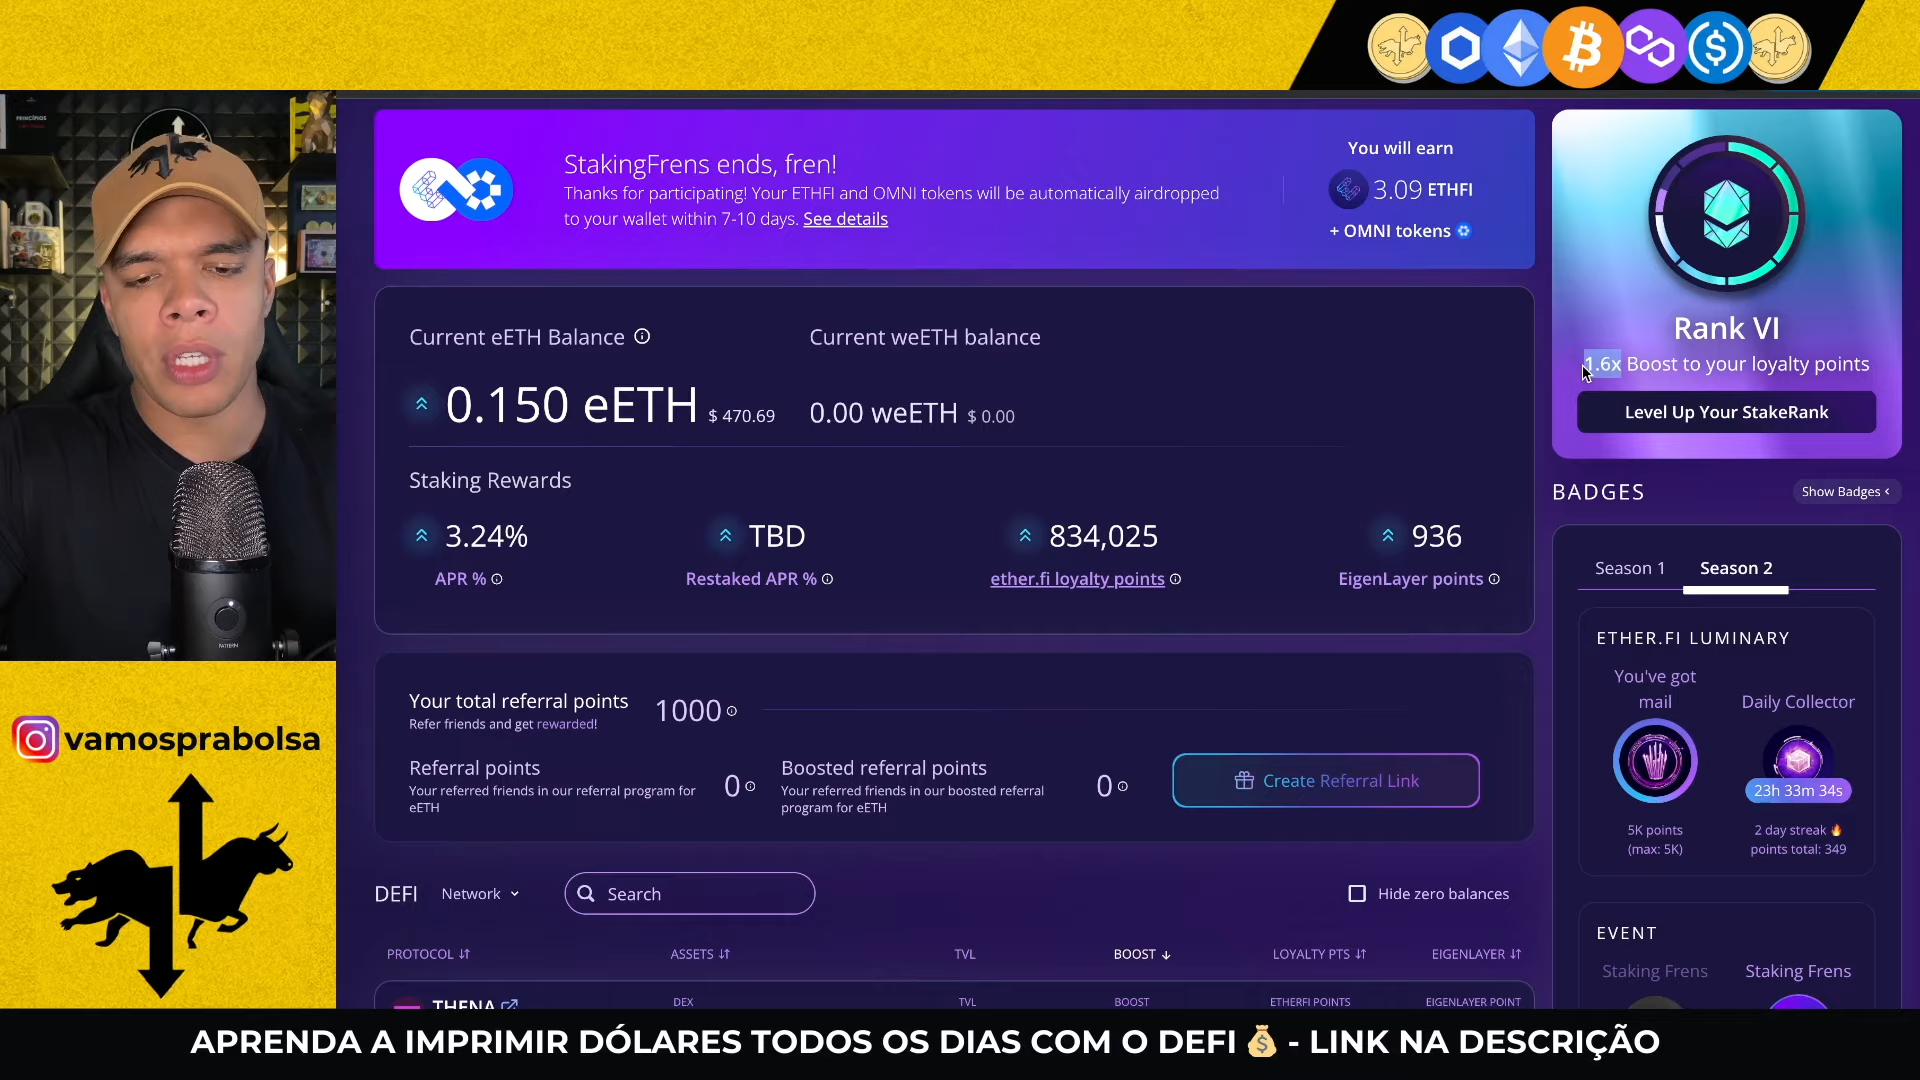 PRINCÍPIOS
PATTERN
vamosprabolsa
StakingFrens ends, fren!
Thanks for participating! Your ETHFI and OMNI tokens will be automatically airdropped
to your wallet within 7-10 days. See details
You will earn
3.09 ETHFI
+ OMNI tokens
Current eETH Balance
0.150 eETH $ 470.69
Current weETH balance
0.00 weETH $ 0.00
Staking Rewards
3.24%
APR %
TBD
Restaked APR %
834,025
ether.fi loyalty points
936
EigenLayer points
Your total referral points
Refer friends and get rewarded!
1000
Referral points
Your referred friends in our referral program for
eETH
0
Boosted referral points
Your referred friends in our boosted referral
program for eETH
0
Create Referral Link
DEFI Network Search Hide zero balances
PROTOCOL ASSETS TVL BOOST LOYALTY PTS EIGENLAYER
THENA DEX TVL BOOST ETHERFI POINTS EIGENLAYER POINT
Rank VI
1.6x Boost to your loyalty points
Level Up Your StakeRank
BADGES Show Badges
Season 1 Season 2
ETHER.FI LUMINARY
You've got
mail
5K points
(max: 5K)
Daily Collector
23h 33m 34s
2 day streak 🔥
points total: 349
EVENT
Staking Frens Staking Frens
APRENDA A IMPRIMIR DÓLARES TODOS OS DIAS COM O DEFI 💰 - LINK NA DESCRIÇÃO